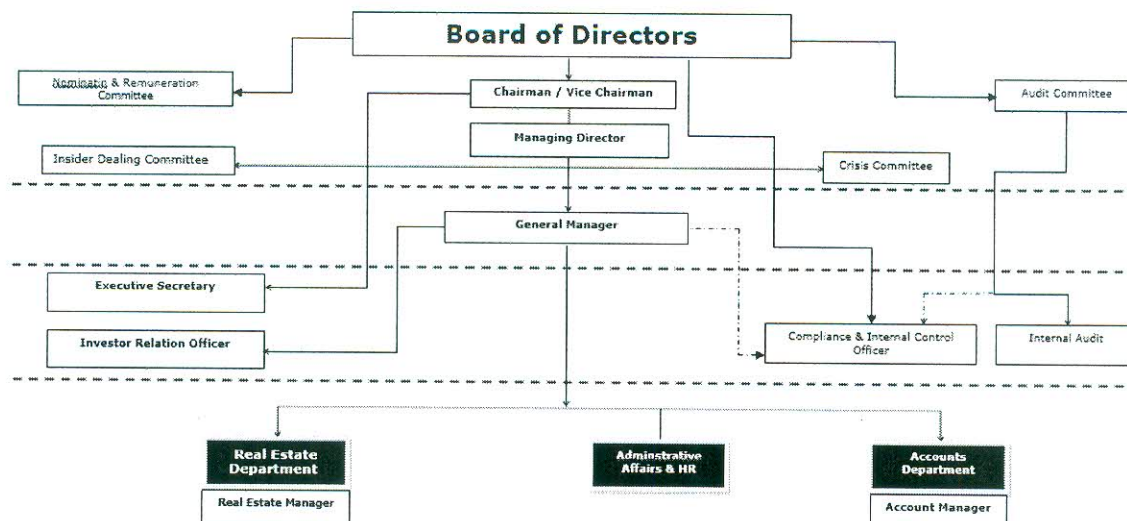 Board of Directors
Nominatin & Remuneration
Committee
Chairman / Vice Chairman
Audit Committee
Managing Director
Insider Dealing Committee
Crisis Committee
General Manager
Executive Secretary
Investor Relation Officer
Compliance & Internal Control
Officer
Internal Audit
Real Estate
Department
Adminstrative
Affairs & HR
Accounts
Department
Real Estate Manager
Account Manager